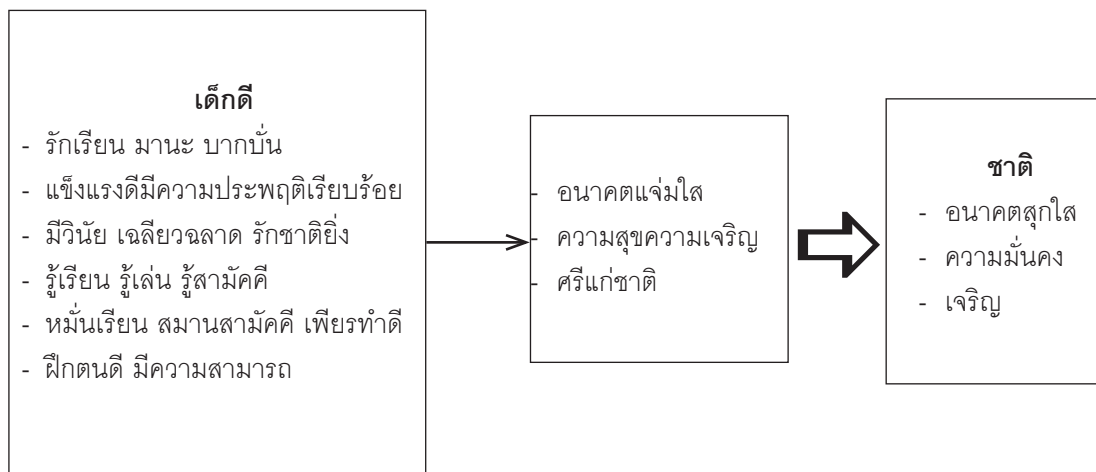 เด็กดี
- รักเรียน มานะ บากบั่น
- แข็งแรงดีมีความประพฤติเรียบร้อย
- มีวินัย เฉลียวฉลาด รักชาติยิ่ง
- รู้เรียน รู้เล่น รู้สามัคคี
- หมั่นเรียน สมานสามัคคี เพียรทำดี
- ฝึกตนดี มีความสามารถ
- อนาคตแจ่มใส
- ความสุขความเจริญ
- ศรีแก่ชาติ
ชาติ
- อนาคตสุกใส
- ความมั่นคง
- เจริญ